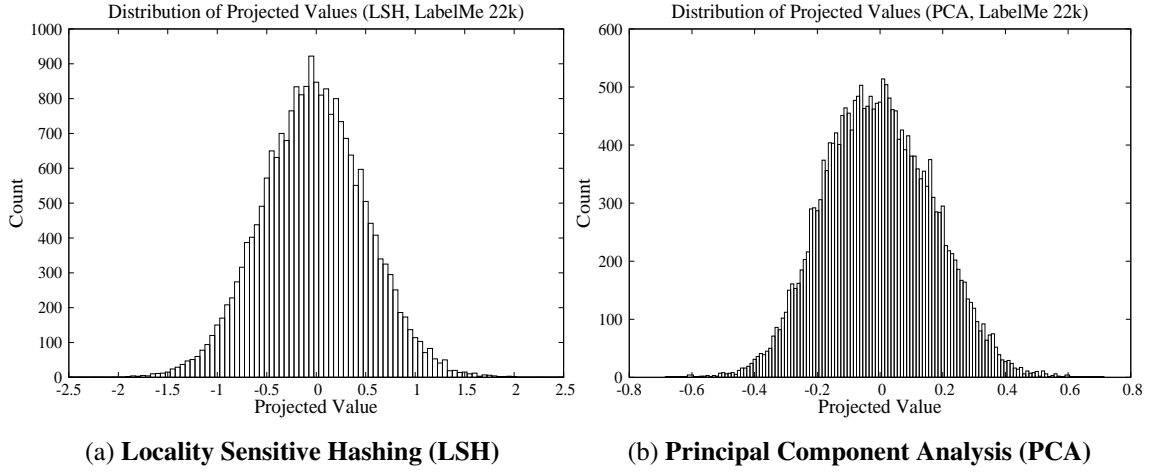 Distribution of Projected Values (LSH, LabelMe 22k)
1000
900
800
700
600
500
400
300
200
100
0
Count
-2.5 -2 -1.5 -1 -0.5 0 0.5 1 1.5 2 2.5
Projected Value
(a) Locality Sensitive Hashing (LSH)
Distribution of Projected Values (PCA, LabelMe 22k)
600
500
400
300
200
100
0
Count
-0.8 -0.6 -0.4 -0.2 0 0.2 0.4 0.6 0.8
Projected Value
(b) Principal Component Analysis (PCA)